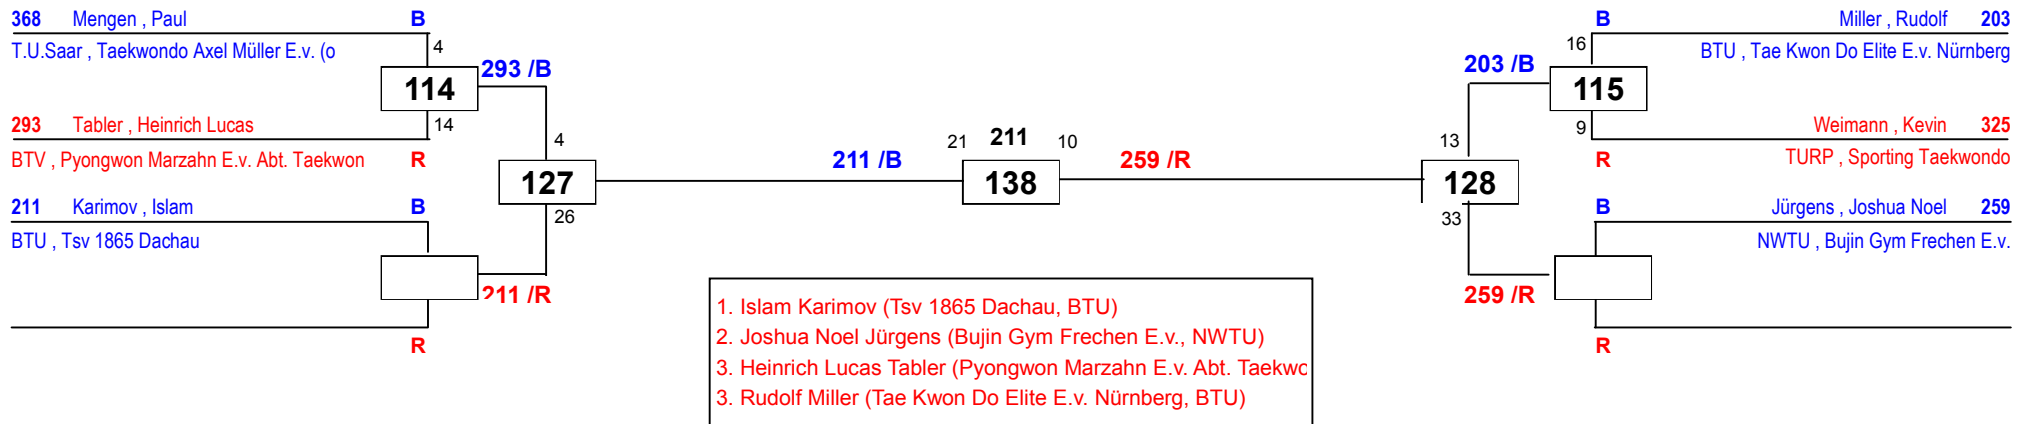 368 Mengen , Paul B
T.U.Saar , Taekwondo Axel Müller E.v. (o
4
114
293 /B
14
293 Tabler , Heinrich Lucas
BTV , Pyongwon Marzahn E.v. Abt. Taekwon R
4
127
26
211 Karimov , Islam B
BTU , Tsv 1865 Dachau
211 /R
R
211 /B
21 211 10
138
259 /R
B Miller , Rudolf 203
16
BTU , Tae Kwon Do Elite E.v. Nürnberg
203 /B
115
9
Weimann , Kevin 325
R TURP , Sporting Taekwondo
13
128
33
B Jürgens , Joshua Noel 259
NWTU , Bujin Gym Frechen E.v.
259 /R
R
1. Islam Karimov (Tsv 1865 Dachau, BTU)
2. Joshua Noel Jürgens (Bujin Gym Frechen E.v., NWTU)
3. Heinrich Lucas Tabler (Pyongwon Marzahn E.v. Abt. Taekwo
3. Rudolf Miller (Tae Kwon Do Elite E.v. Nürnberg, BTU)